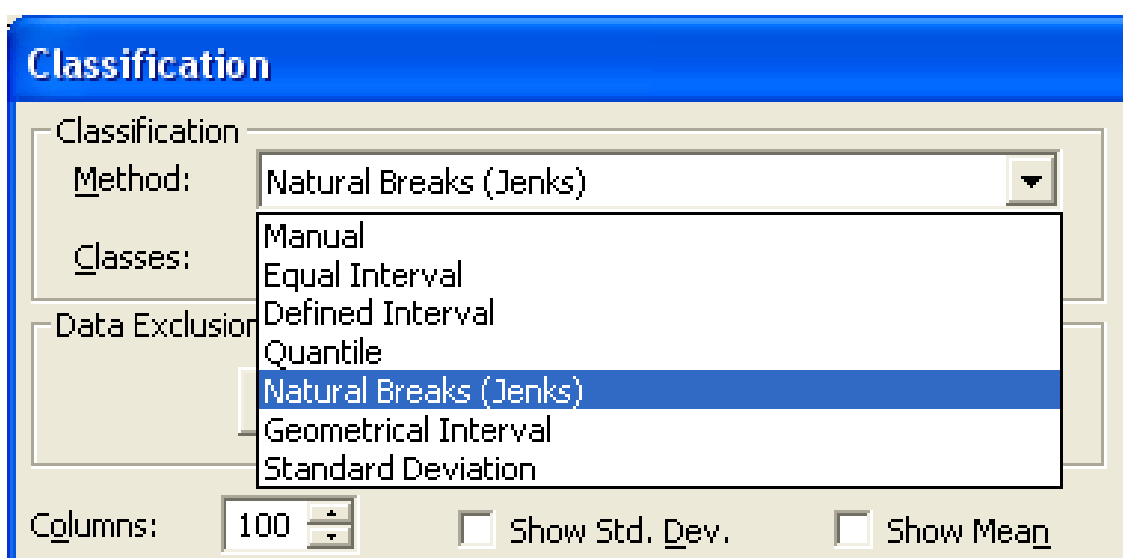 Classification
Classification
Method: Natural Breaks (Jenks)
Manual
Classes:
Equal Interval
Defined Interval
Data Exclusion
Quantile
Natural Breaks (Jenks)
Geometrical Interval
Standard Deviation
Columns: 100 Show Std. Dev. Show Mean